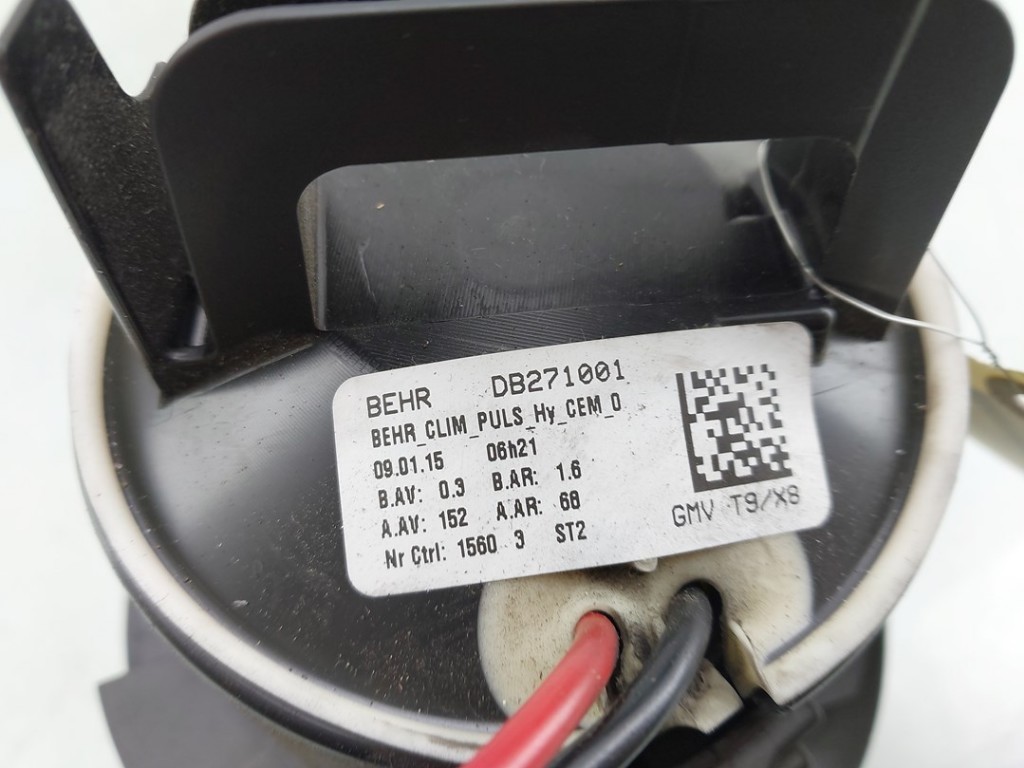 BEHR DB271001
BEHR_CLIM_PULS_Hy_CEM_0
09.01.15 06h21
B.AV: 0.3 B.AR: 1.6
A.AV: 152 A.AR: 68
Nr Ctrl: 1560 3 ST2
GMV T9/X8